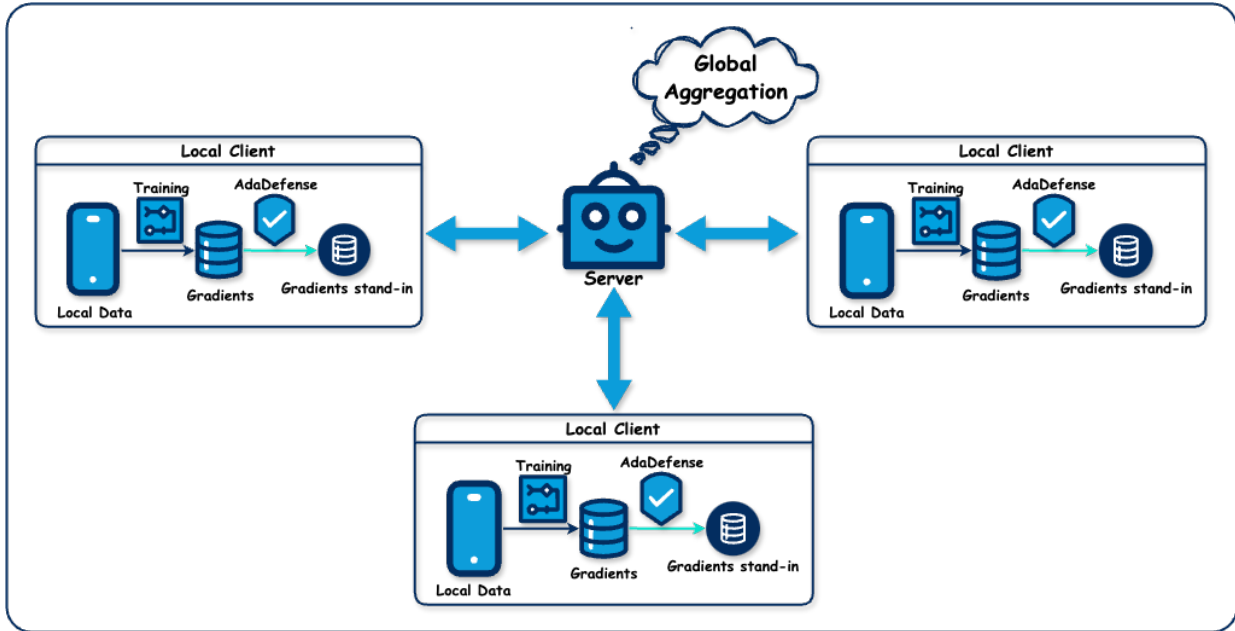 Global
Aggregation
Local Client
Training
AdaDefense
Gradients
Gradients stand-in
Local Data
Server
Local Client
Training
AdaDefense
Gradients
Gradients stand-in
Local Data
Local Client
Training
AdaDefense
Gradients
Gradients stand-in
Local Data